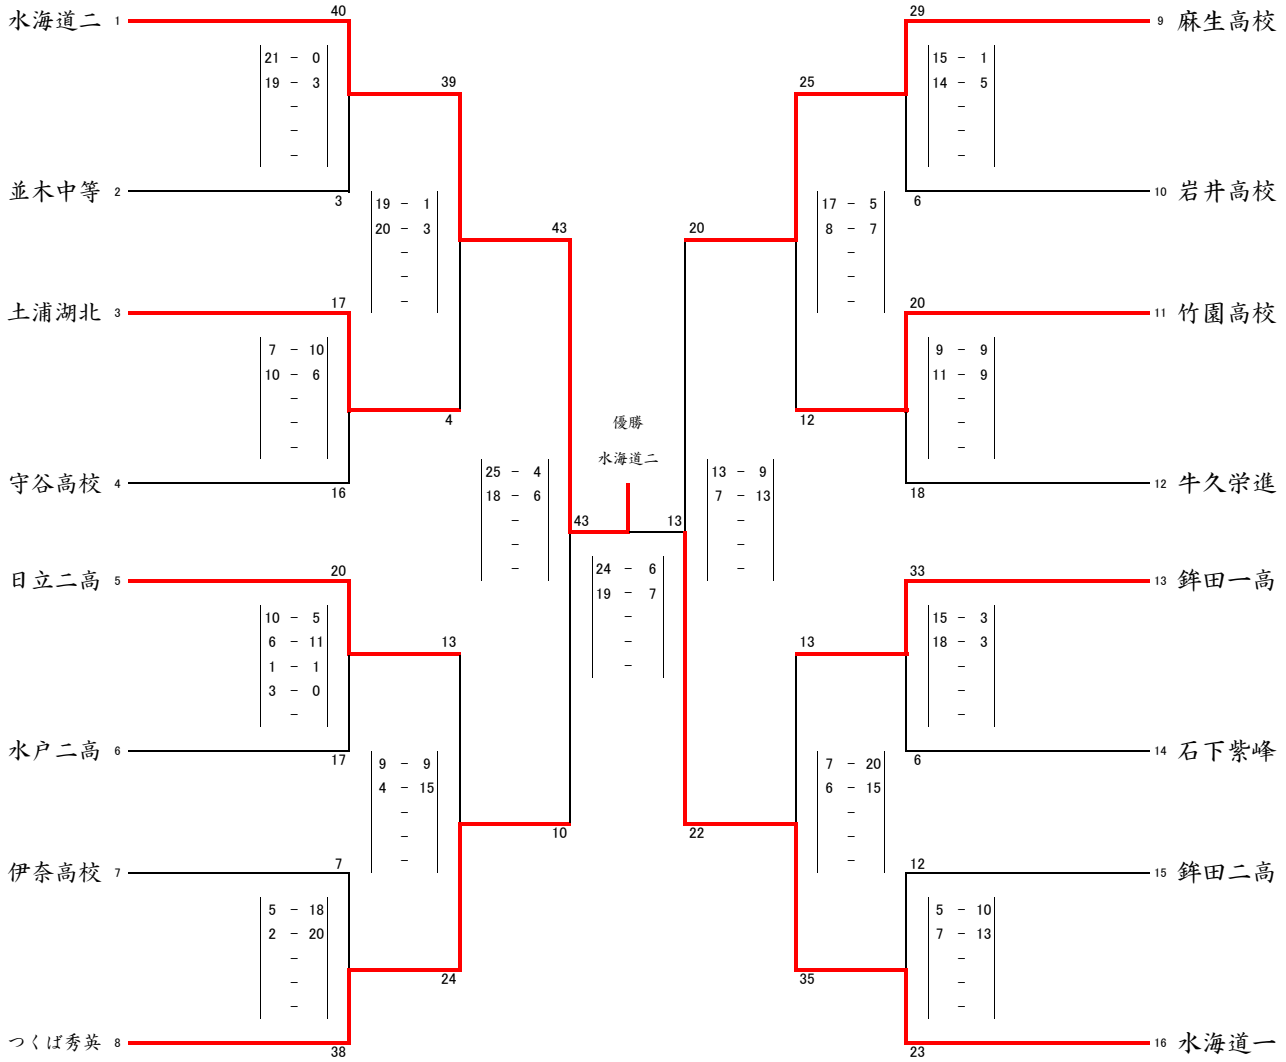 水海道二 1
40
21 - 0
19 - 3
-
-
-
並木中等 2
3
39
19 - 1
20 - 3
-
-
-
土浦湖北 3
17
7 - 10
10 - 6
-
-
-
守谷高校 4
16
4
43
25 - 4
18 - 6
-
-
-
日立二高 5
20
10 - 5
6 - 11
1 - 1
3 - 0
-
水戸二高 6
17
13
9 - 9
4 - 15
-
-
-
伊奈高校 7
7
5 - 18
2 - 20
-
-
-
つくば秀英 8
38
24
10
優勝
水海道二
43
13
24 - 6
19 - 7
-
-
-
29
9 麻生高校
15 - 1
14 - 5
-
-
-
6
10 岩井高校
25
17 - 5
8 - 7
-
-
-
20
11 竹園高校
9 - 9
11 - 9
-
-
-
18
12 牛久栄進
12
20
13 - 9
7 - 13
-
-
-
33
13 鉾田一高
15 - 3
18 - 3
-
-
-
6
14 石下紫峰
13
7 - 20
6 - 15
-
-
-
12
15 鉾田二高
5 - 10
7 - 13
-
-
-
23
16 水海道一
35
22